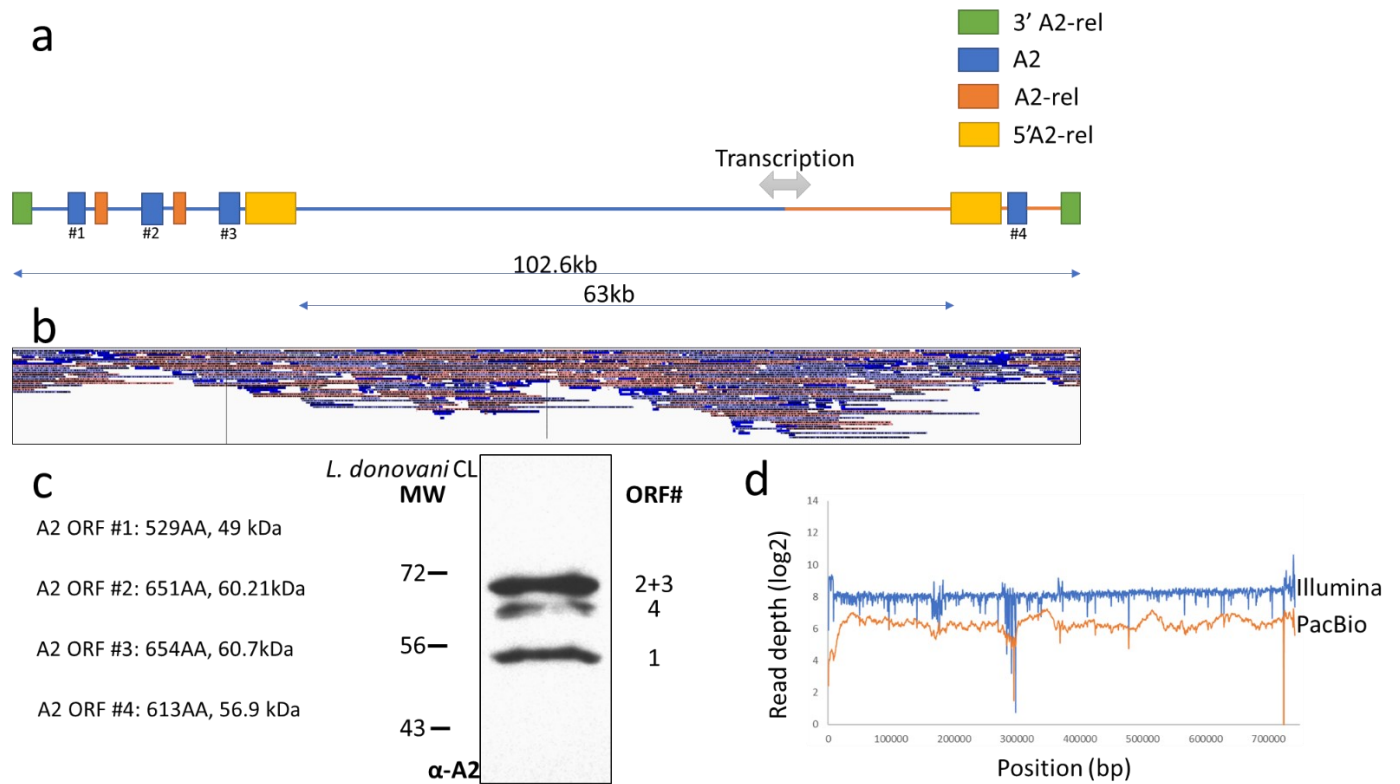 a
3' A2-rel
A2
A2-rel
5'A2-rel
Transcription
#1
#2
#3
#4
102.6kb
63kb
b
c
L. donovani CL
MW
ORF#
A2 ORF #1: 529AA, 49 kDa
A2 ORF #2: 651AA, 60.21kDa
A2 ORF #3: 654AA, 60.7kDa
A2 ORF #4: 613AA, 56.9 kDa
72
56
43
2+3
4
1
α-A2
d
Read depth (log2)
14
12
10
8
6
4
2
0
Illumina
PacBio
0
100000
200000
300000
400000
500000
600000
700000
Position (bp)